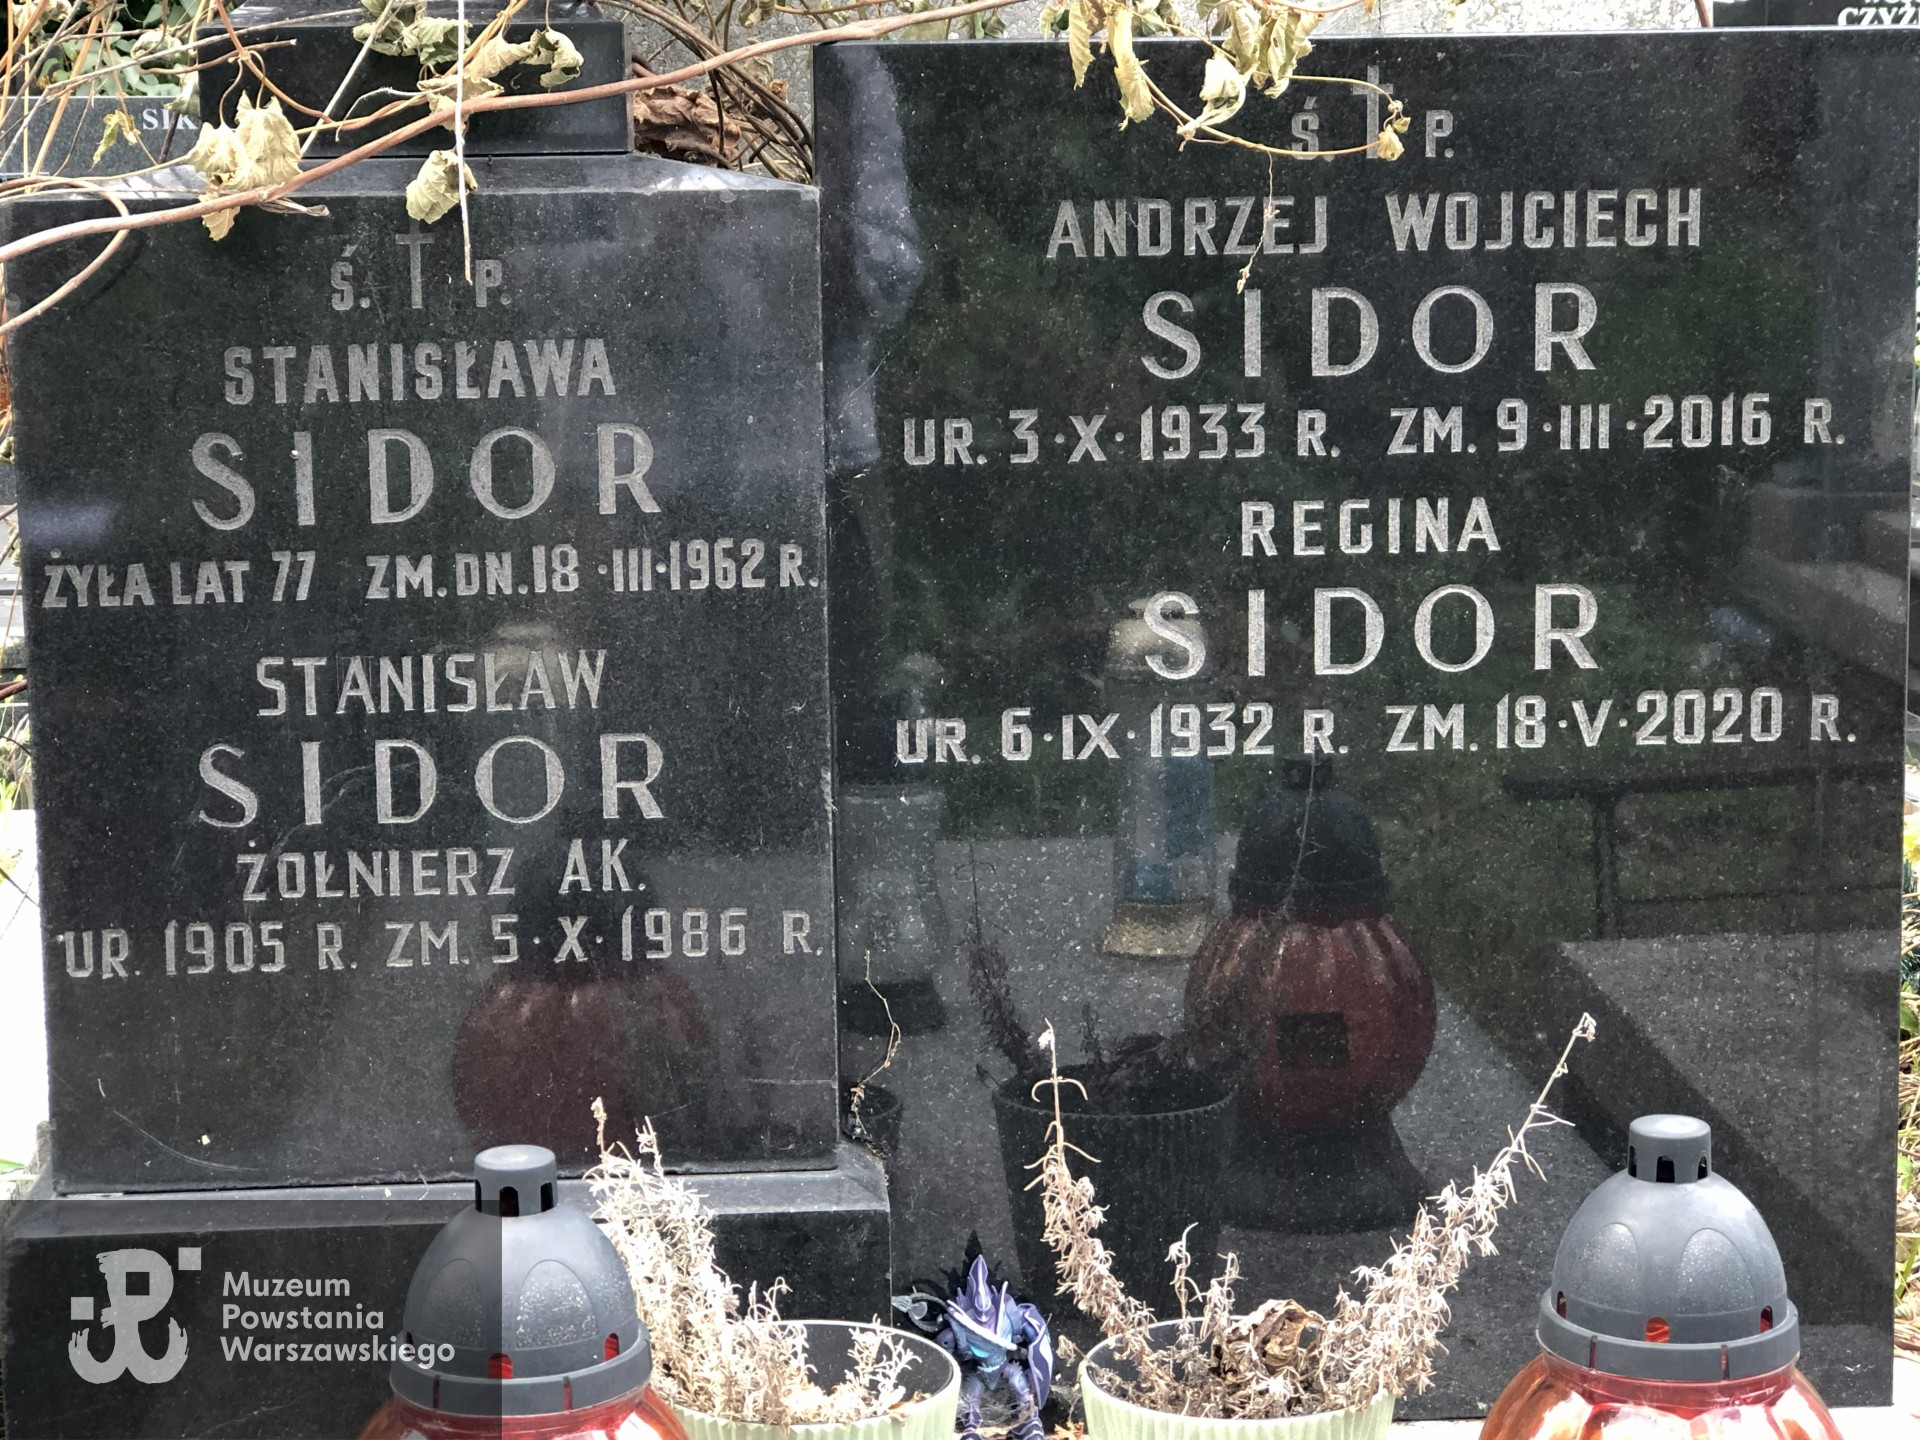 SIK
CZYŻ
Ś. P.
STANISŁAWA
SIDOR
ŻYŁA LAT 77 ZM. DN. 18·III·1962 R.
STANISŁAW
SIDOR
ŻOŁNIERZ AK.
UR. 1905 R. ZM. 5·X·1986 R.
Ś. P.
ANDRZEJ WOJCIECH
SIDOR
UR. 3·X·1933 R. ZM. 9·III·2016 R.
REGINA
SIDOR
UR. 6·IX·1932 R. ZM. 18·V·2020 R.
Muzeum
Powstania
Warszawskiego